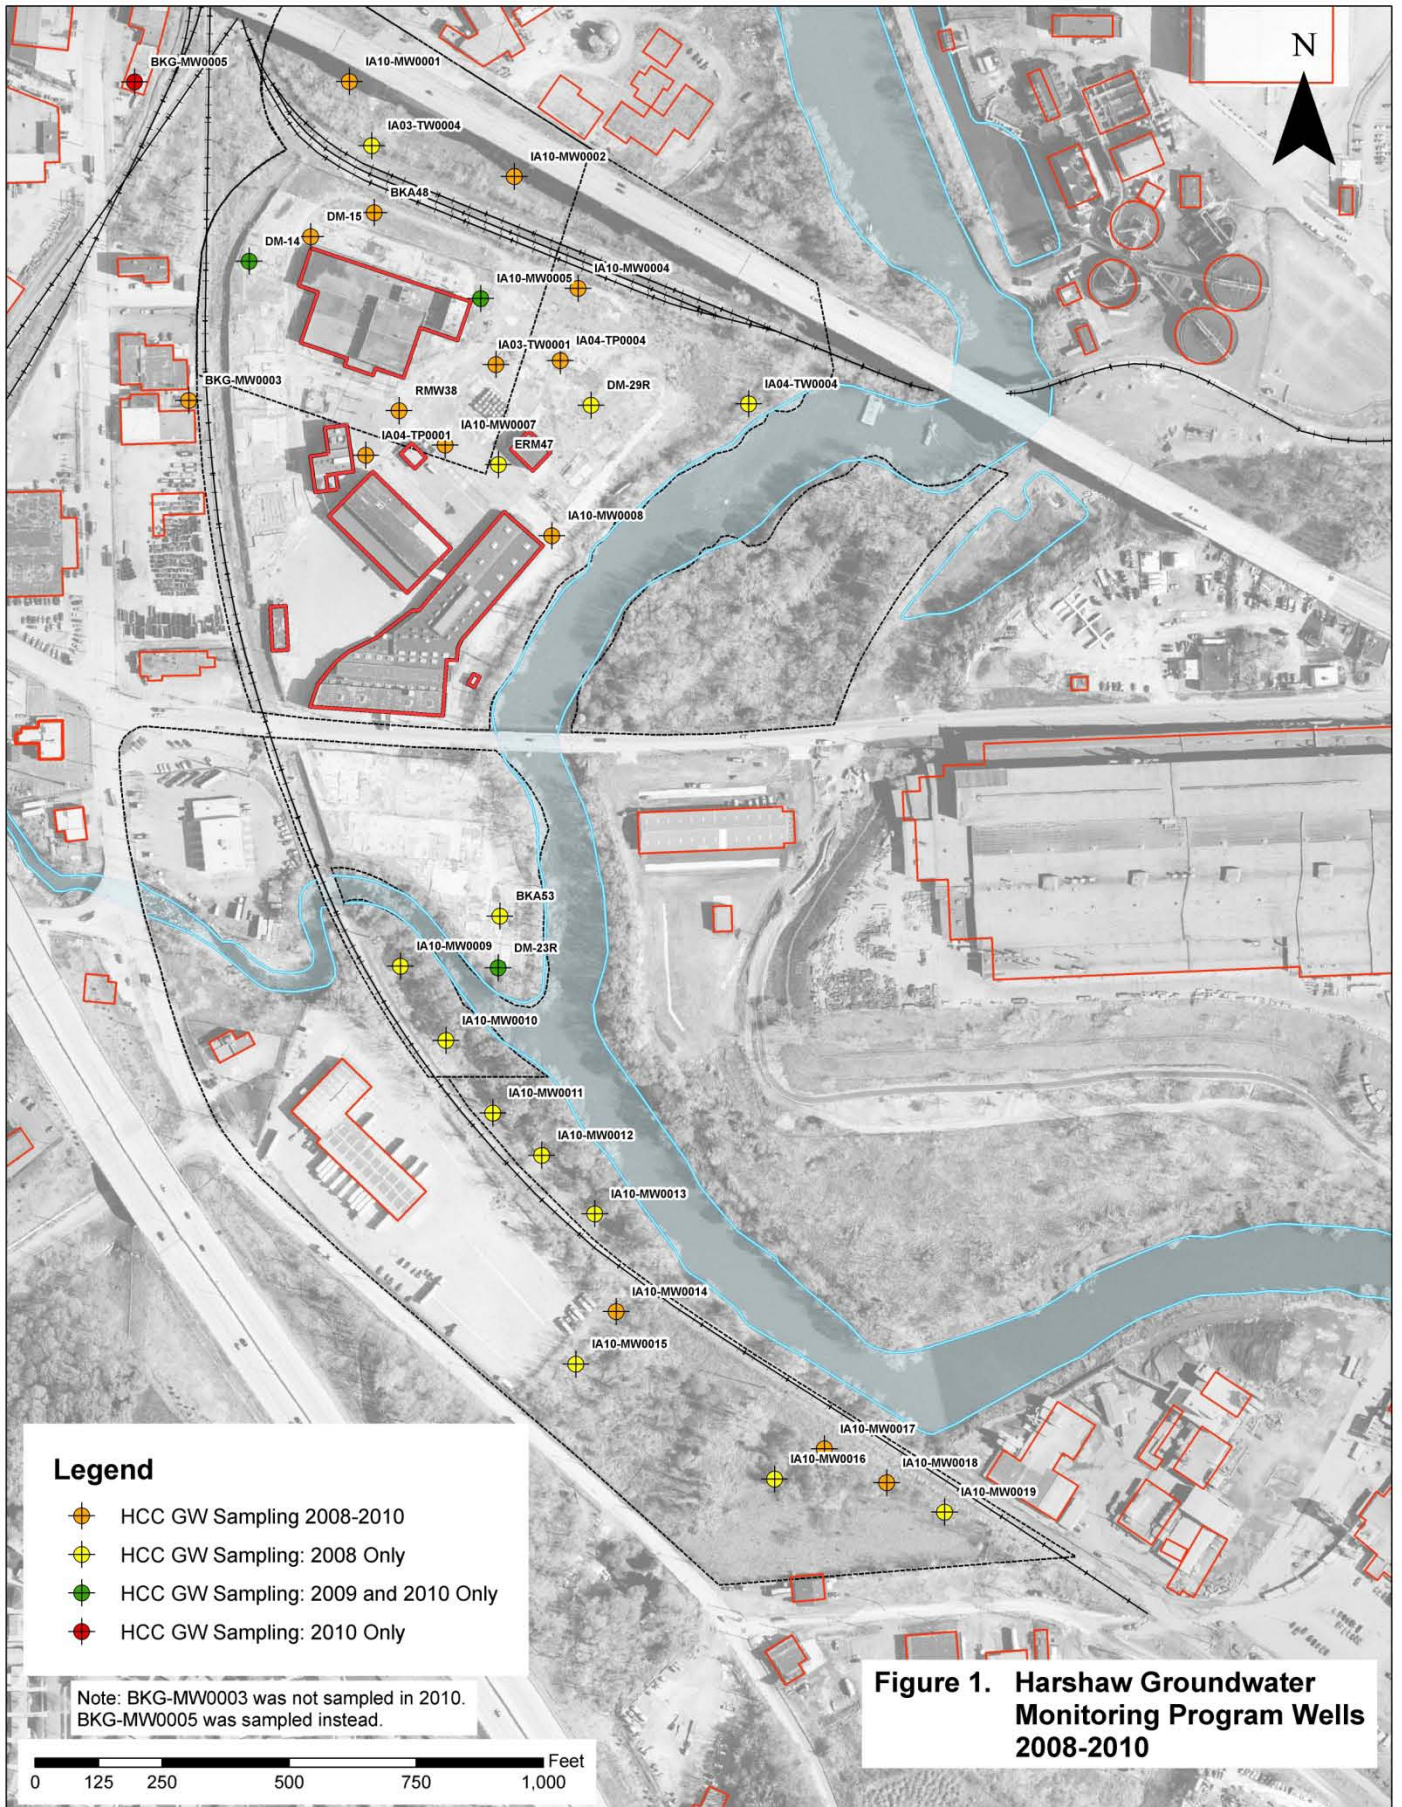 N
BKG-MW0005
IA10-MW0001
IA03-TW0004
IA10-MW0002
BKA48
DM-15
DM-14
IA10-MW0004
IA10-MW0005
IA03-TW0001
IA04-TP0004
BKG-MW0003
RMW38
DM-29R
IA04-TW0004
IA10-MW0007
IA04-TP0001
ERM47
IA10-MW0008
BKA53
IA10-MW0009
DM-23R
IA10-MW0010
IA10-MW0011
IA10-MW0012
IA10-MW0013
IA10-MW0014
IA10-MW0015
IA10-MW0017
IA10-MW0016
IA10-MW0018
IA10-MW0019
Legend
HCC GW Sampling 2008-2010
HCC GW Sampling: 2008 Only
HCC GW Sampling: 2009 and 2010 Only
HCC GW Sampling: 2010 Only
Note: BKG-MW0003 was not sampled in 2010.
BKG-MW0005 was sampled instead.
Feet
0 125 250 500 750 1,000
Figure 1. Harshaw Groundwater
Monitoring Program Wells
2008-2010